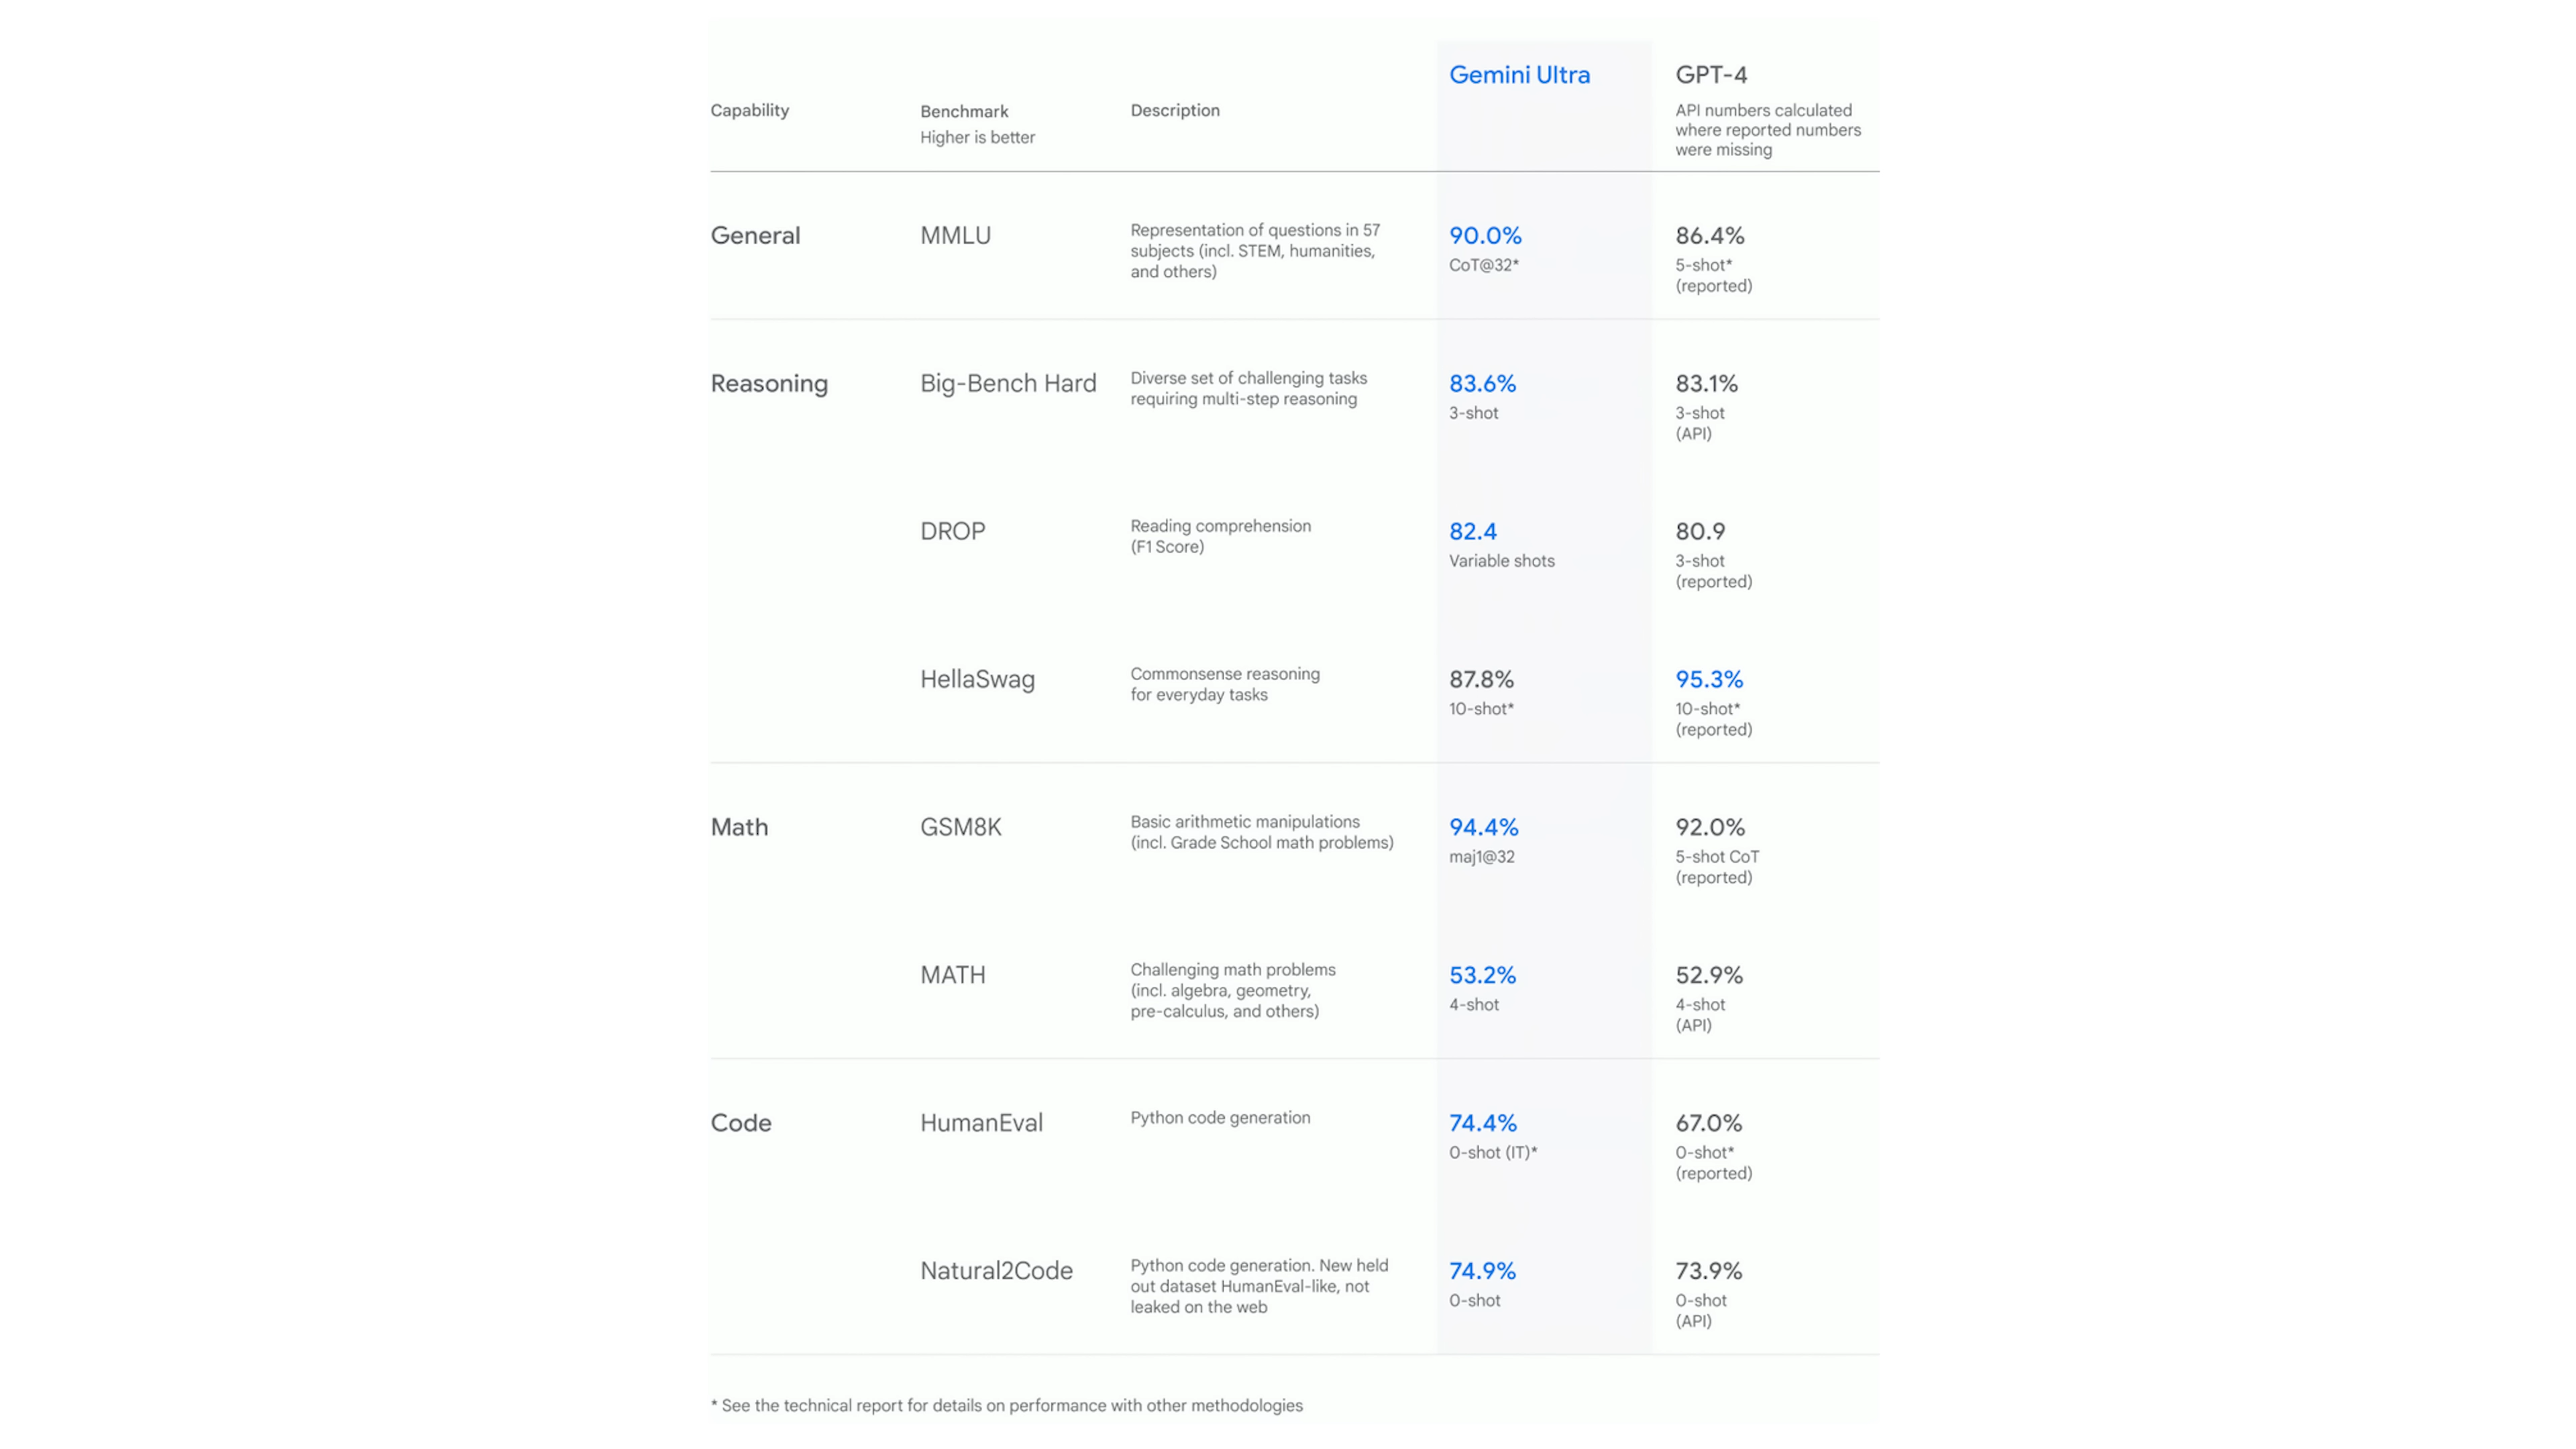 Gemini Ultra
GPT-4
Capability
Benchmark
Higher is better
Description
API numbers calculated
where reported numbers
were missing
General
MMLU
Representation of questions in 57
subjects (incl. STEM, humanities,
and others)
90.0%
CoT@32*
86.4%
5-shot*
(reported)
Reasoning
Big-Bench Hard
Diverse set of challenging tasks
requiring multi-step reasoning
83.6%
3-shot
83.1%
3-shot
(API)
DROP
Reading comprehension
(F1 Score)
82.4
Variable shots
80.9
3-shot
(reported)
HellaSwag
Commonsense reasoning
for everyday tasks
87.8%
10-shot*
95.3%
10-shot*
(reported)
Math
GSM8K
Basic arithmetic manipulations
(incl. Grade School math problems)
94.4%
maj1@32
92.0%
5-shot CoT
(reported)
MATH
Challenging math problems
(incl. algebra, geometry,
pre-calculus, and others)
53.2%
4-shot
52.9%
4-shot
(API)
Code
HumanEval
Python code generation
74.4%
0-shot (IT)*
67.0%
0-shot*
(reported)
Natural2Code
Python code generation. New held
out dataset HumanEval-like, not
leaked on the web
74.9%
0-shot
73.9%
0-shot
(API)
* See the technical report for details on performance with other methodologies